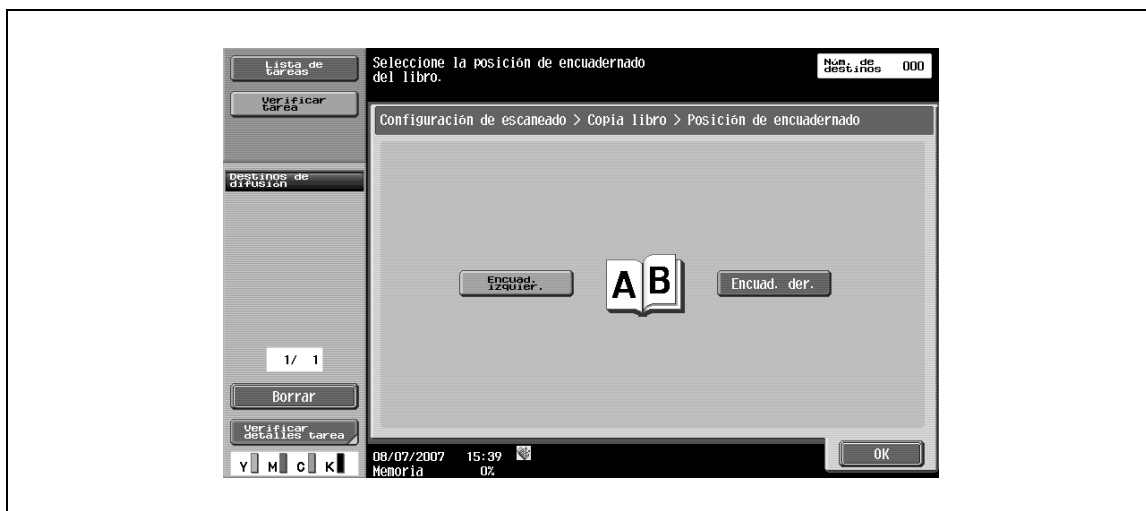 Lista de
tareas
Seleccione la posición de encuadernado
del libro.
Núm. de
destinos 000
Verificar
tarea
Configuración de escaneado > Copia libro > Posición de encuadernado
Destinos de
difusión
Encuad.
izquier.
A B
Encuad. der.
1/ 1
Borrar
Verificar
detalles tarea
Y M C K
08/07/2007 15:39
Memoria 0%
OK